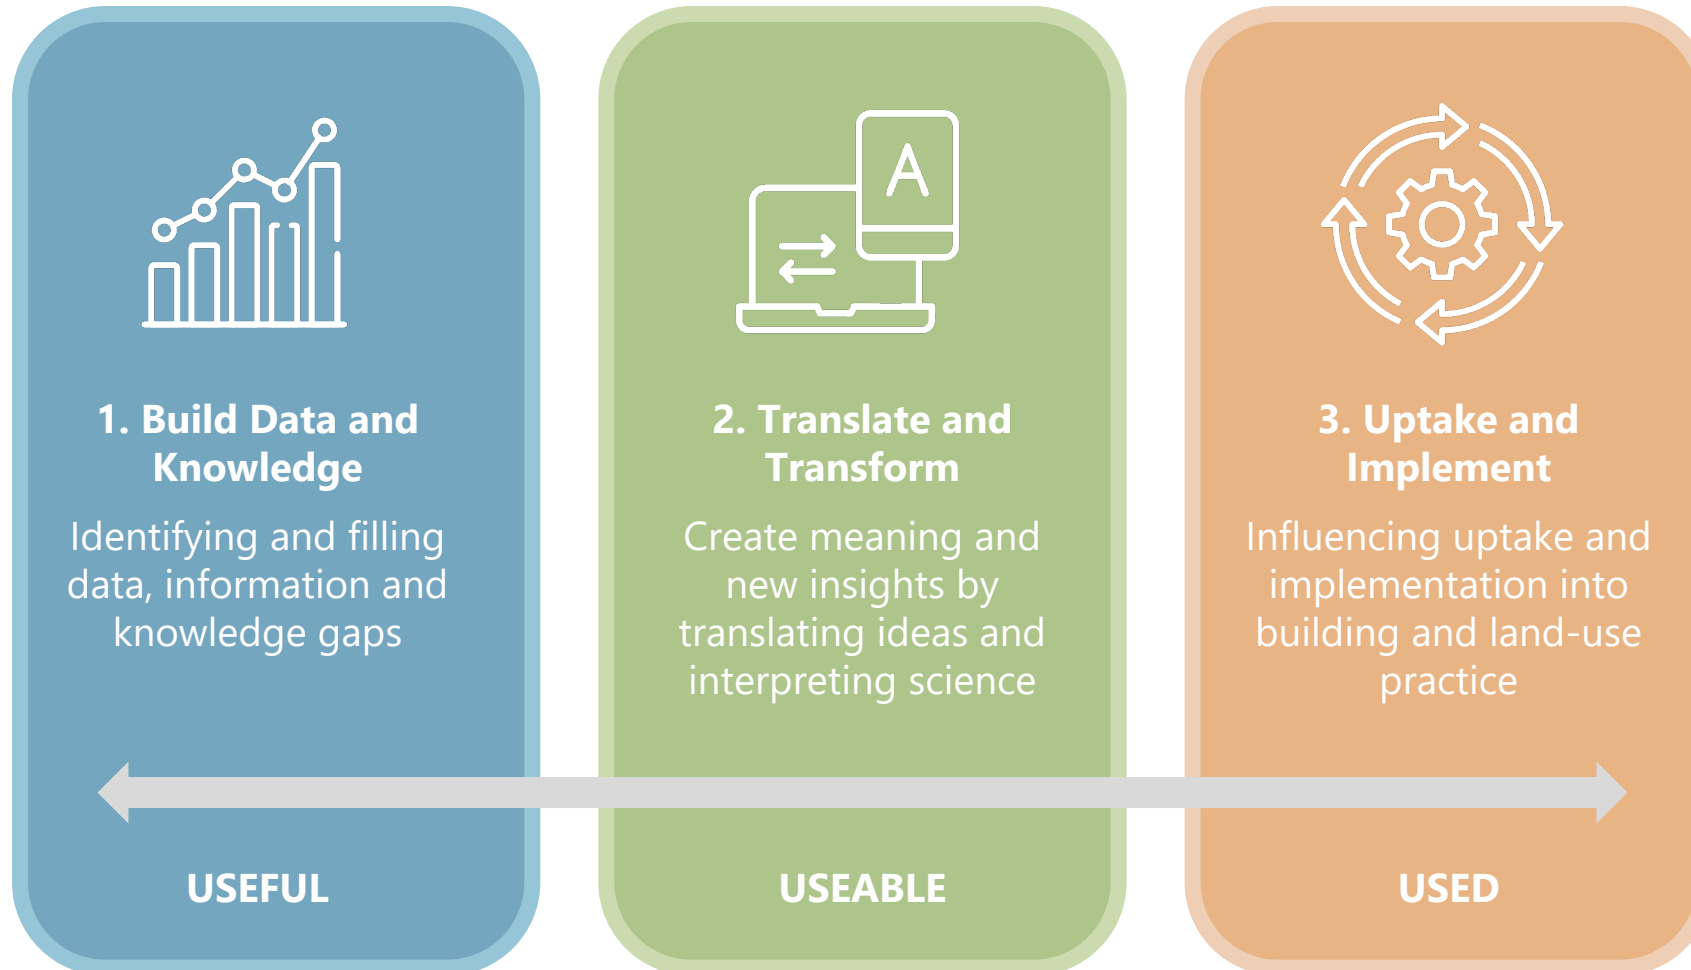 A
1. Build Data and
Knowledge
Identifying and filling
data, information and
knowledge gaps
USEFUL
2. Translate and
Transform
Create meaning and
new insights by
translating ideas and
interpreting science
USEABLE
3. Uptake and
Implement
Influencing uptake and
implementation into
building and land-use
practice
USED